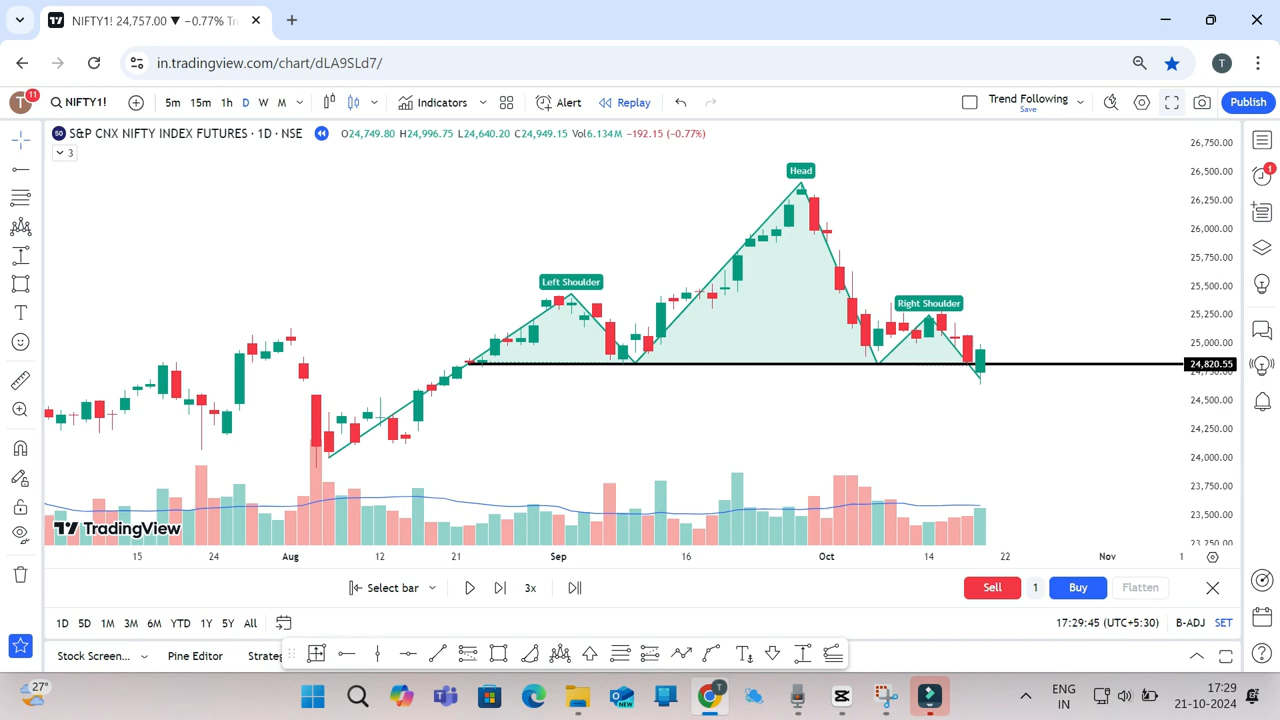 NIFTY1! 24,757.00 ▼ −0.77% Tr
in.tradingview.com/chart/dLA9SLd7/
T
T
11
NIFTY1!
5m 15m 1h D W M
Indicators
Alert
Replay
Trend Following
Save
Publish
50
S&P CNX NIFTY INDEX FUTURES · 1D · NSE
O24,749.80 H24,996.75 L24,640.20 C24,949.15 Vol6.134M −192.15 (−0.77%)
3
1
Head
Left Shoulder
Right Shoulder
26,750.00
26,500.00
26,250.00
26,000.00
25,750.00
25,500.00
25,250.00
25,000.00
24,820.55
24,500.00
24,250.00
24,000.00
23,750.00
23,500.00
23,250.00
TradingView
15 24 Aug 12 21 Sep 16 Oct 14 22 Nov 1
Select bar
3x
Sell
1
Buy
Flatten
1D 5D 1M 3M 6M YTD 1Y 5Y All
17:29:45 (UTC+5:30)
B-ADJ
SET
Stock Screen...
Pine Editor
27°
NEW
T
ENG
IN
17:29
21-10-2024